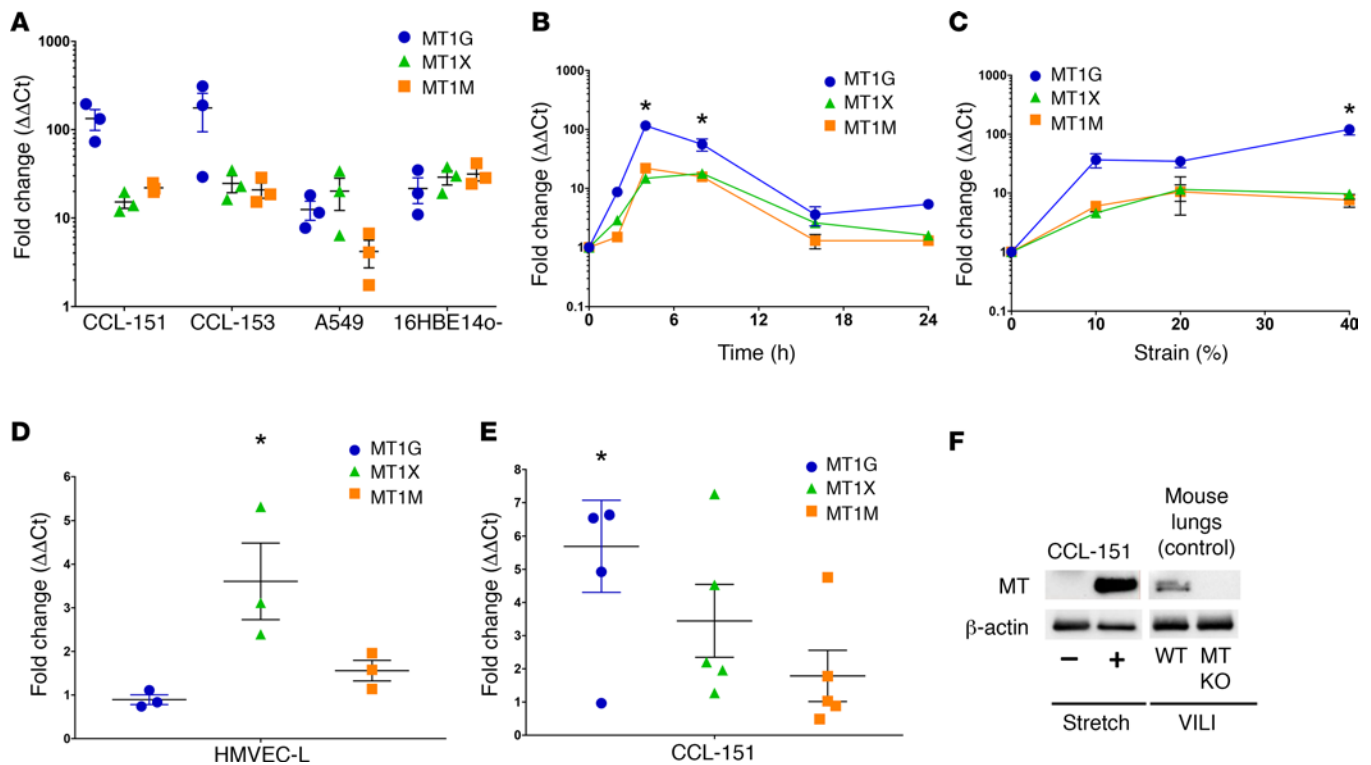 A
Fold change (ΔΔCt)
1000
100
10
1
MT1G
MT1X
MT1M
CCL-151 CCL-153 A549 16HBE14o-
B
Fold change (ΔΔCt)
1000
100
10
1
0.1
MT1G
MT1X
MT1M
* *
0 6 12 18 24
Time (h)
C
Fold change (ΔΔCt)
1000
100
10
1
0.1
MT1G
MT1X
MT1M
*
0 10 20 30 40
Strain (%)
D
Fold change (ΔΔCt)
6
5
4
3
2
1
0
*
MT1G
MT1X
MT1M
HMVEC-L
E
Fold change (ΔΔCt)
8
7
6
5
4
3
2
1
0
*
MT1G
MT1X
MT1M
CCL-151
F
Mouse
lungs
(control)
CCL-151
MT
β-actin
– + WT MT
KO
Stretch VILI